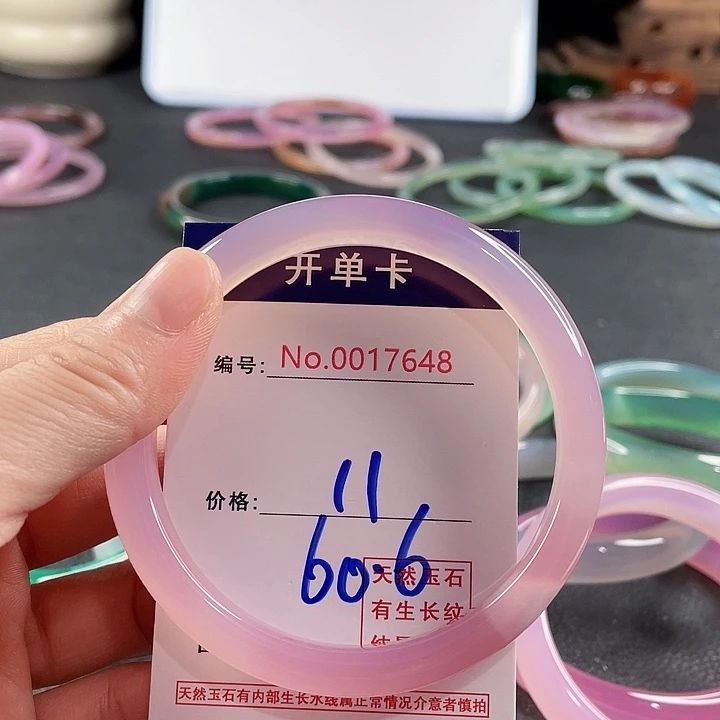 开单卡
编号: No.0017648
价格: 11
60.6
天然玉石
有生长纹
天然玉石有内部生长水线属正常情况介意者慎拍